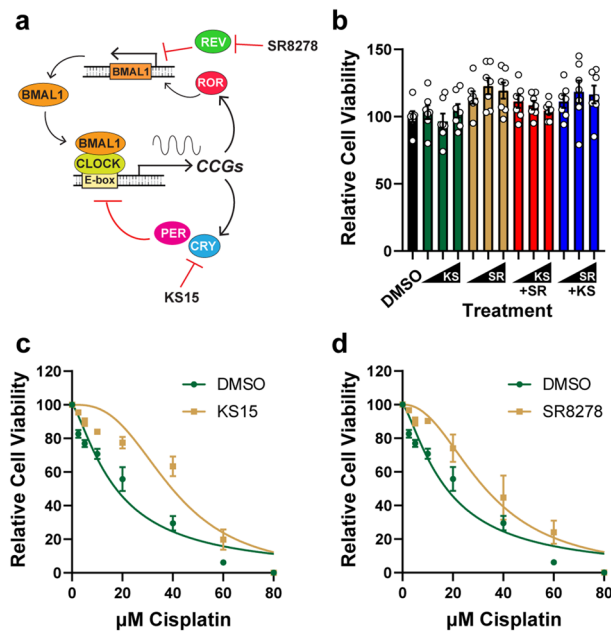 a
REV
SR8278
BMAL1
ROR
BMAL1
BMAL1
CLOCK
E-box
CCGs
PER
CRY
KS15
b
Relative Cell Viability
150
100
50
0
DMSO
KS
SR
KS
+SR
SR
+KS
Treatment
c
Relative Cell Viability
120
100
80
60
40
20
0
DMSO
KS15
0 20 40 60 80
µM Cisplatin
d
Relative Cell Viability
120
100
80
60
40
20
0
DMSO
SR8278
0 20 40 60 80
µM Cisplatin